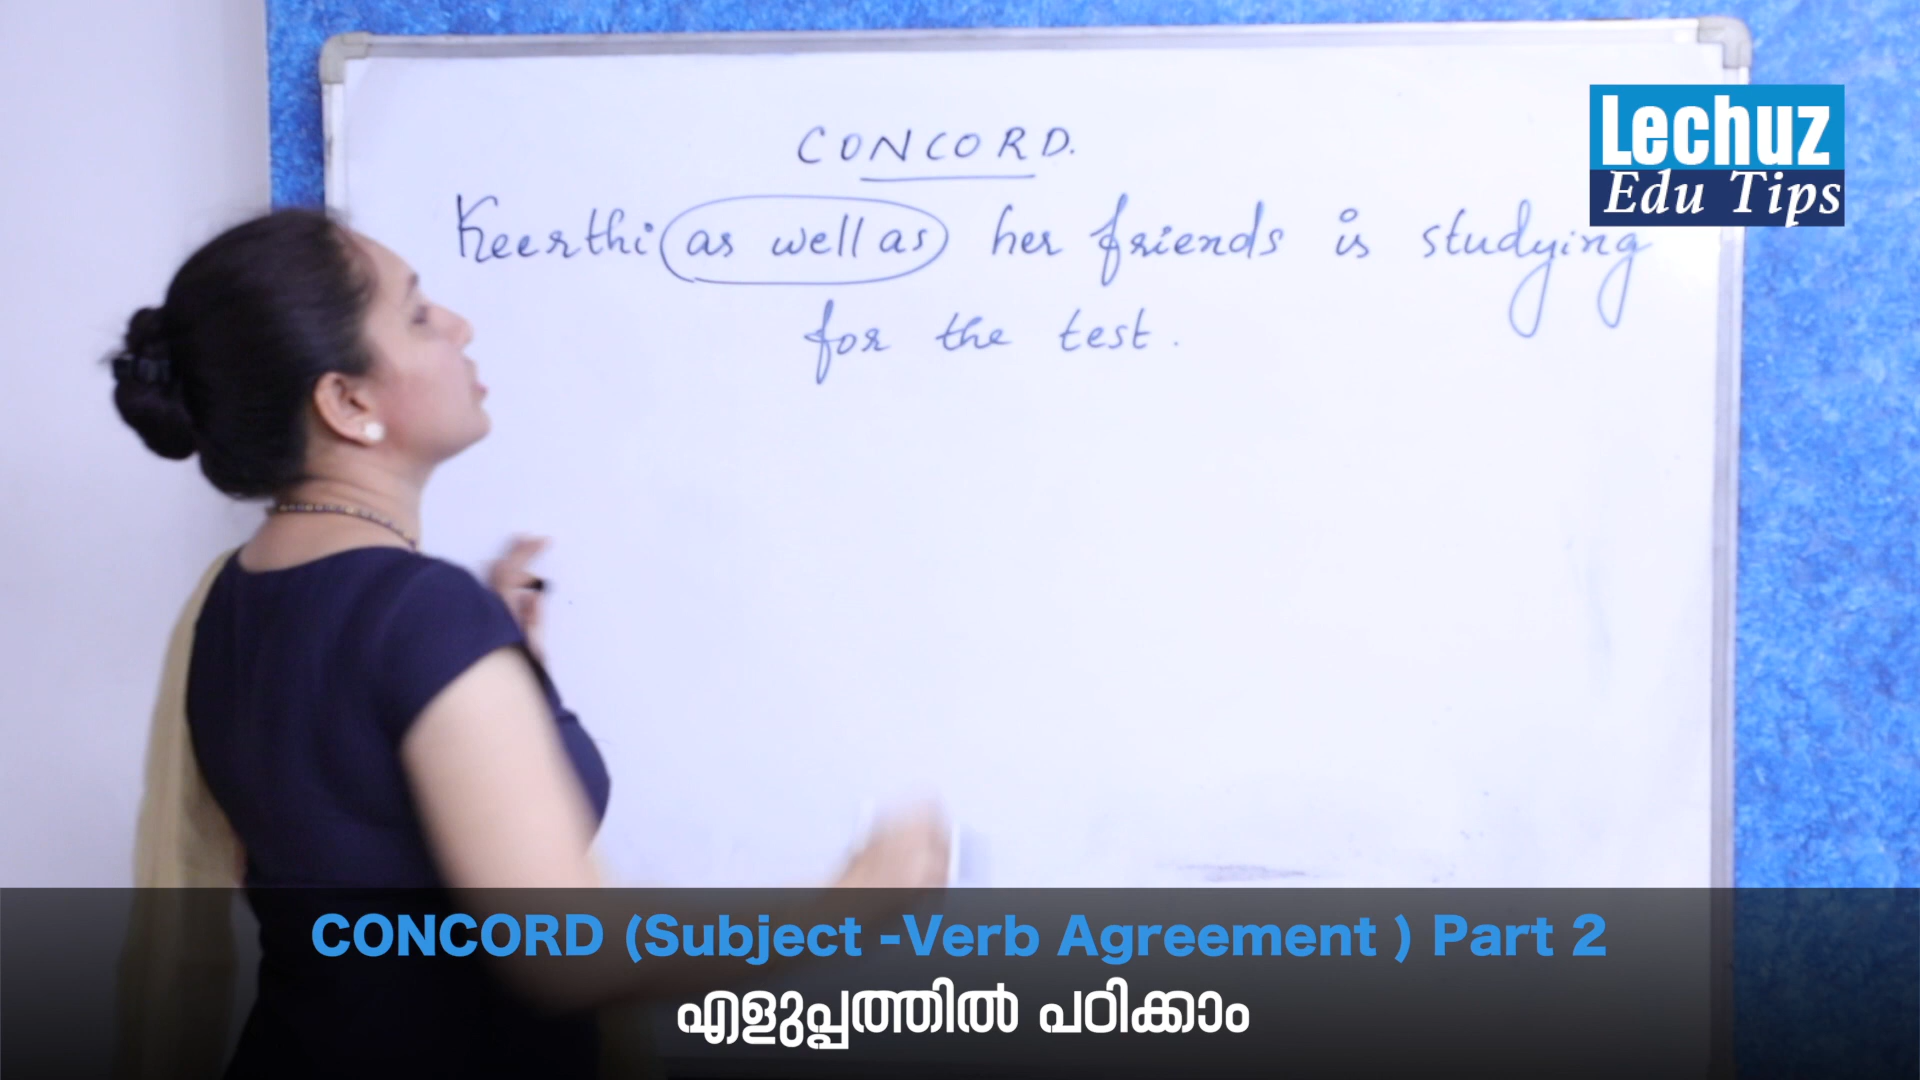 CONCORD.
Keerthi as well as her friends is studying
for the test.
Lechuz
Edu Tips
CONCORD (Subject -Verb Agreement ) Part 2
എളുപ്പത്തിൽ പഠിക്കാം